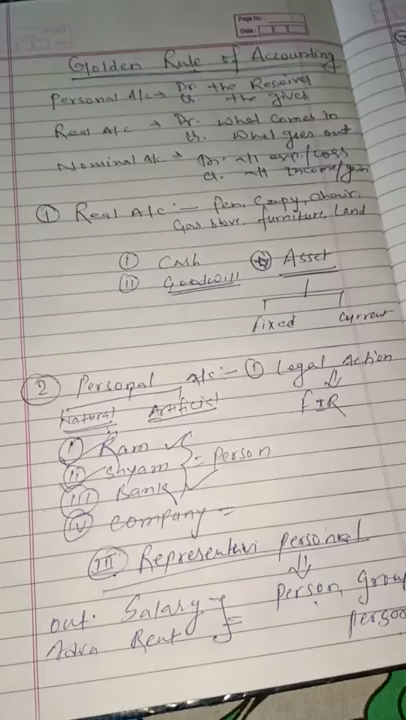 Page No.
Date:
Golden Rule of Accounting
Personal A/c → Dr. the Receiver
Cr. the giver
Real A/c → Dr. What comes in
Cr. What goes out
Nominal A/c → Dr. all exp./Loss
Cr. all Income/gain
① Real A/c :- Pen, Copy, chair,
Gas stove, furniture, Land
(I) Cash
(II) Goodwill
Asset
fixed current
② Personal A/c :- ① Legal Action
FIR
Natural Artificial
(I) Ram
(II) Shyam = person
(III) Bank
(IV) company =
(III) Representative personal
out. Salary
Adva Rent =
person, group
person